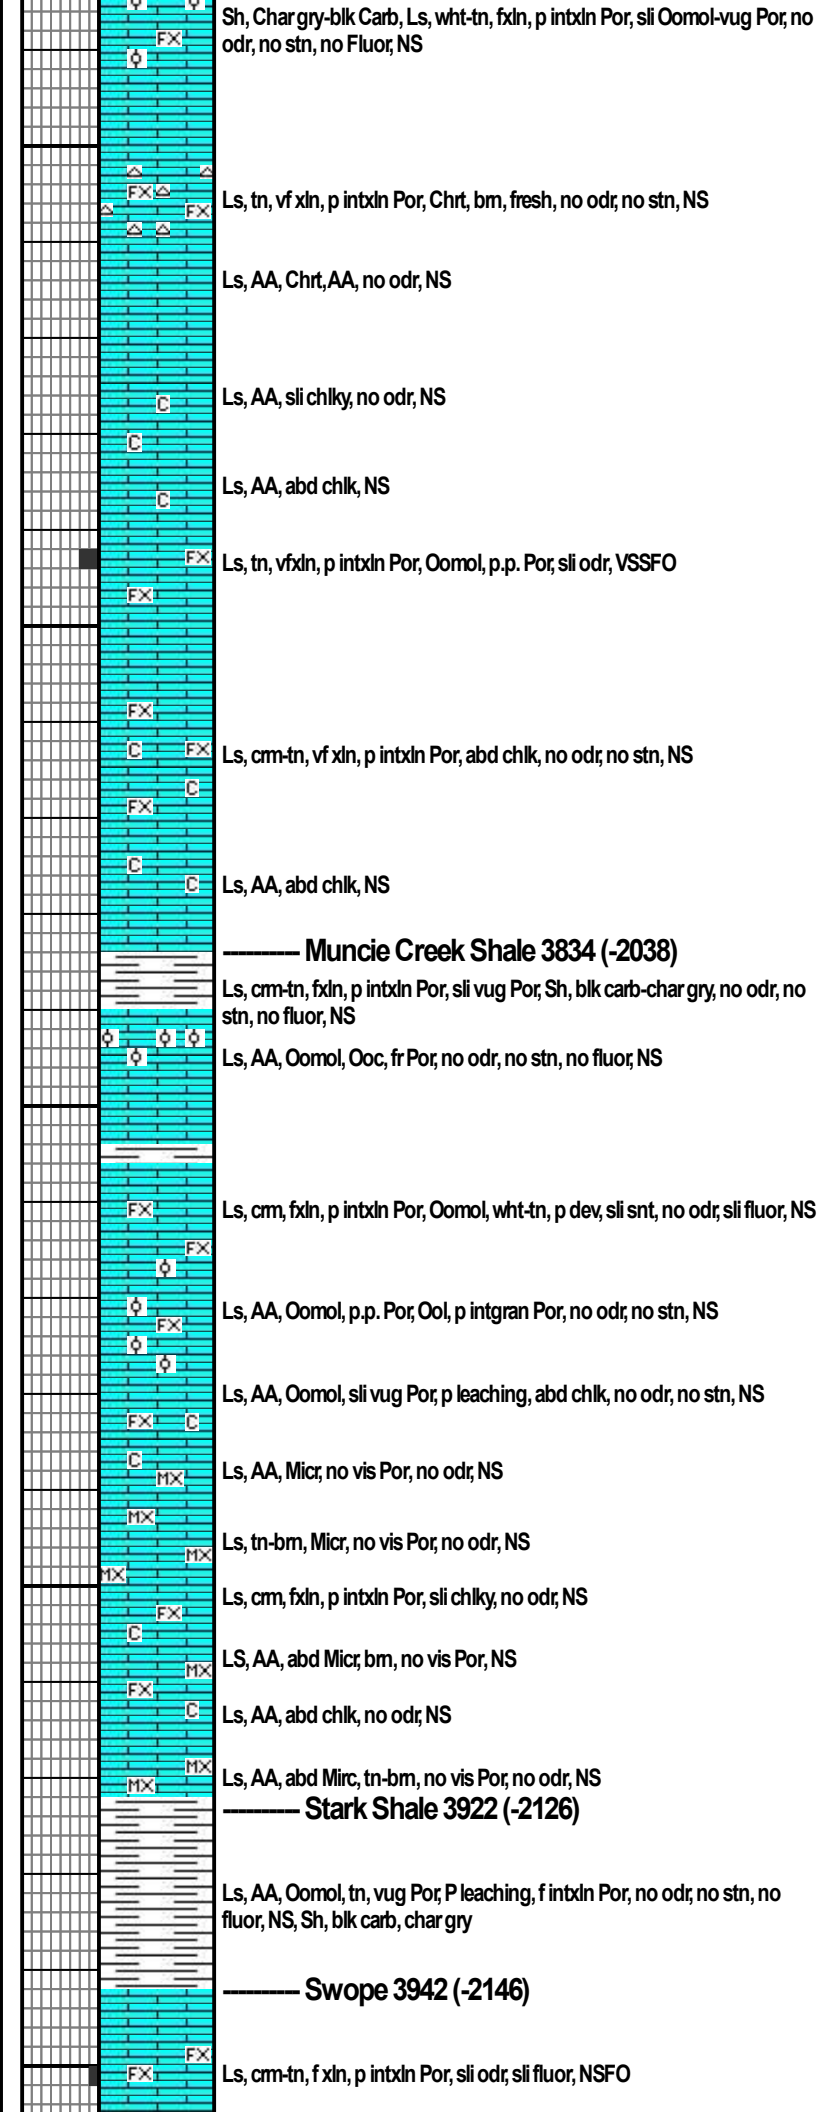 Sh, Char gry-blk Carb, Ls, wht-tn, fxln, p intxln Por, sli Oomol-vug Por, no
odr, no stn, no Fluor, NS
FX
FX
FX
Ls, tn, vf xln, p intxln Por, Chrt, brn, fresh, no odr, no stn, NS
Ls, AA, Chrt,AA, no odr, NS
C
Ls, AA, sli chlky, no odr, NS
C
C
Ls, AA, abd chlk, NS
FX
Ls, tn, vfxln, p intxln Por, Oomol, p.p. Por, sli odr, VSSFO
FX
FX
C FX
Ls, crm-tn, vf xln, p intxln Por, abd chlk, no odr, no stn, NS
C
FX
C
C
Ls, AA, abd chlk, NS
---------- Muncie Creek Shale 3834 (-2038)
Ls, crm-tn, fxln, p intxln Por, sli vug Por, Sh, blk carb-char gry, no odr, no
stn, no fluor, NS
Ls, AA, Oomol, Ooc, fr Por, no odr, no stn, no fluor, NS
FX
Ls, crm, fxln, p intxln Por, Oomol, wht-tn, p dev, sli snt, no odr, sli fluor, NS
FX
Ls, AA, Oomol, p.p. Por, Ool, p intgran Por, no odr, no stn, NS
FX
Ls, AA, Oomol, sli vug Por, p leaching, abd chlk, no odr, no stn, NS
FX C
C
Ls, AA, Micr, no vis Por, no odr, NS
MX
MX
Ls, tn-brn, Micr, no vis Por, no odr, NS
MX
MX
Ls, crm, fxln, p intxln Por, sli chlky, no odr, NS
FX
C
LS, AA, abd Micr, brn, no vis Por, NS
MX
FX
C
Ls, AA, abd chlk, no odr, NS
MX
Ls, AA, abd Mirc, tn-brn, no vis Por, no odr, NS
MX
---------- Stark Shale 3922 (-2126)
Ls, AA, Oomol, tn, vug Por, P leaching, f intxln Por, no odr, no stn, no
fluor, NS, Sh, blk carb, char gry
---------- Swope 3942 (-2146)
FX
FX
Ls, crm-tn, f xln, p intxln Por, sli odr, sli fluor, NSFO